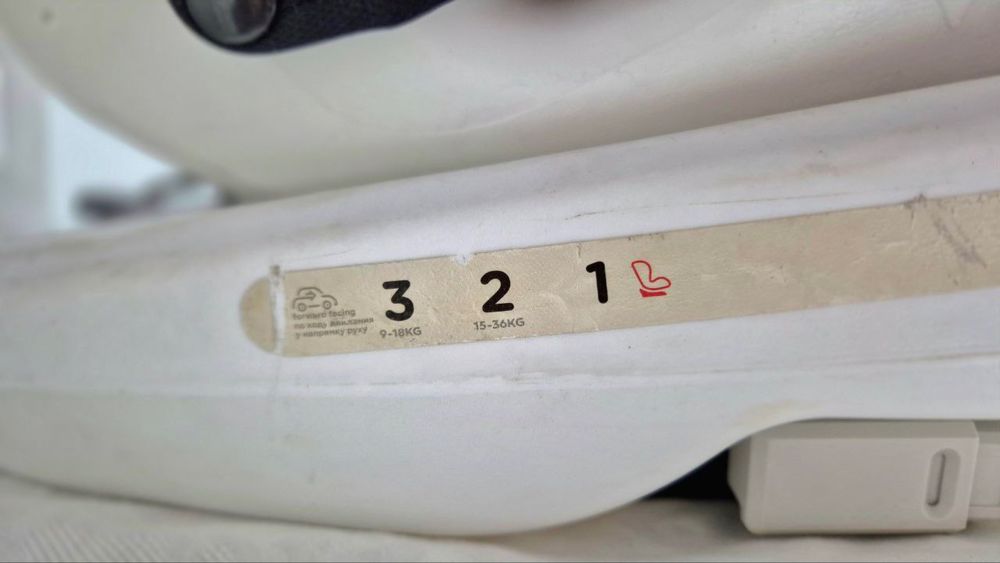 forward facing
по ходу движения
у напрямку руху
3
9-18KG
2
15-36KG
1